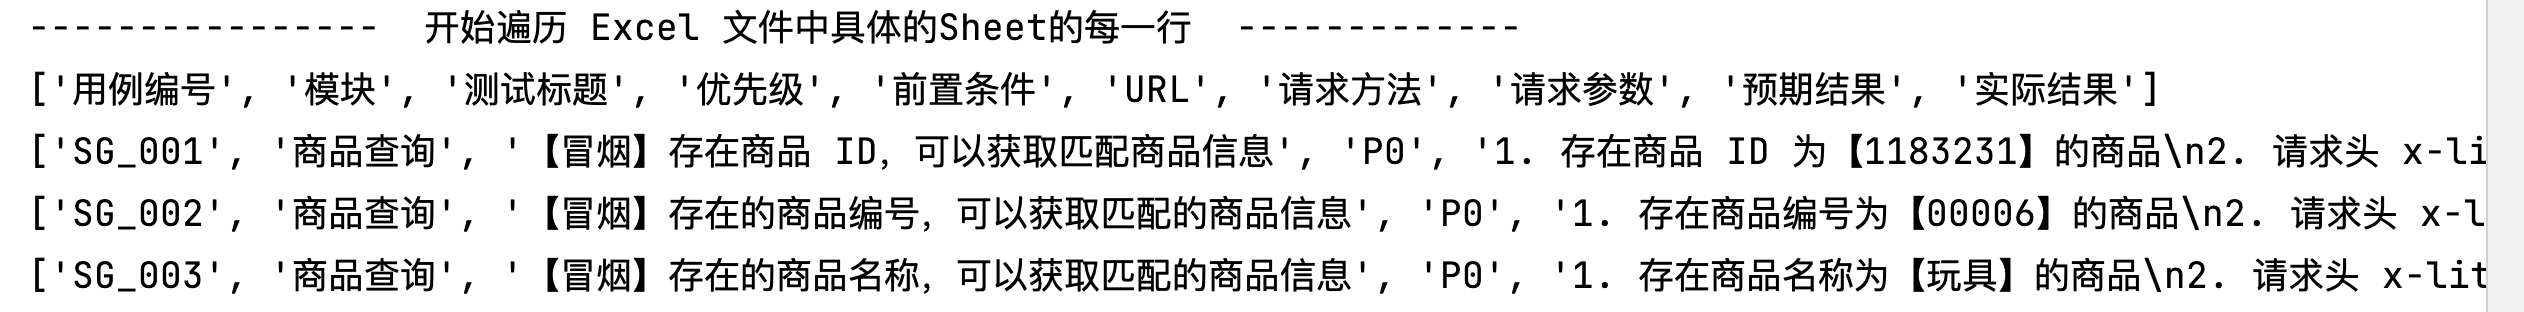 ----------------  开始遍历 Excel 文件中具体的Sheet的每一行  -------------
['用例编号', '模块', '测试标题', '优先级', '前置条件', 'URL', '请求方法', '请求参数', '预期结果', '实际结果']
['SG_001', '商品查询', '【冒烟】存在商品 ID，可以获取匹配商品信息', 'P0', '1. 存在商品 ID 为【1183231】的商品\n2. 请求头 x-li
['SG_002', '商品查询', '【冒烟】存在的商品编号，可以获取匹配的商品信息', 'P0', '1. 存在商品编号为【00006】的商品\n2. 请求头 x-l
['SG_003', '商品查询', '【冒烟】存在的商品名称，可以获取匹配的商品信息', 'P0', '1. 存在商品名称为【玩具】的商品\n2. 请求头 x-lit